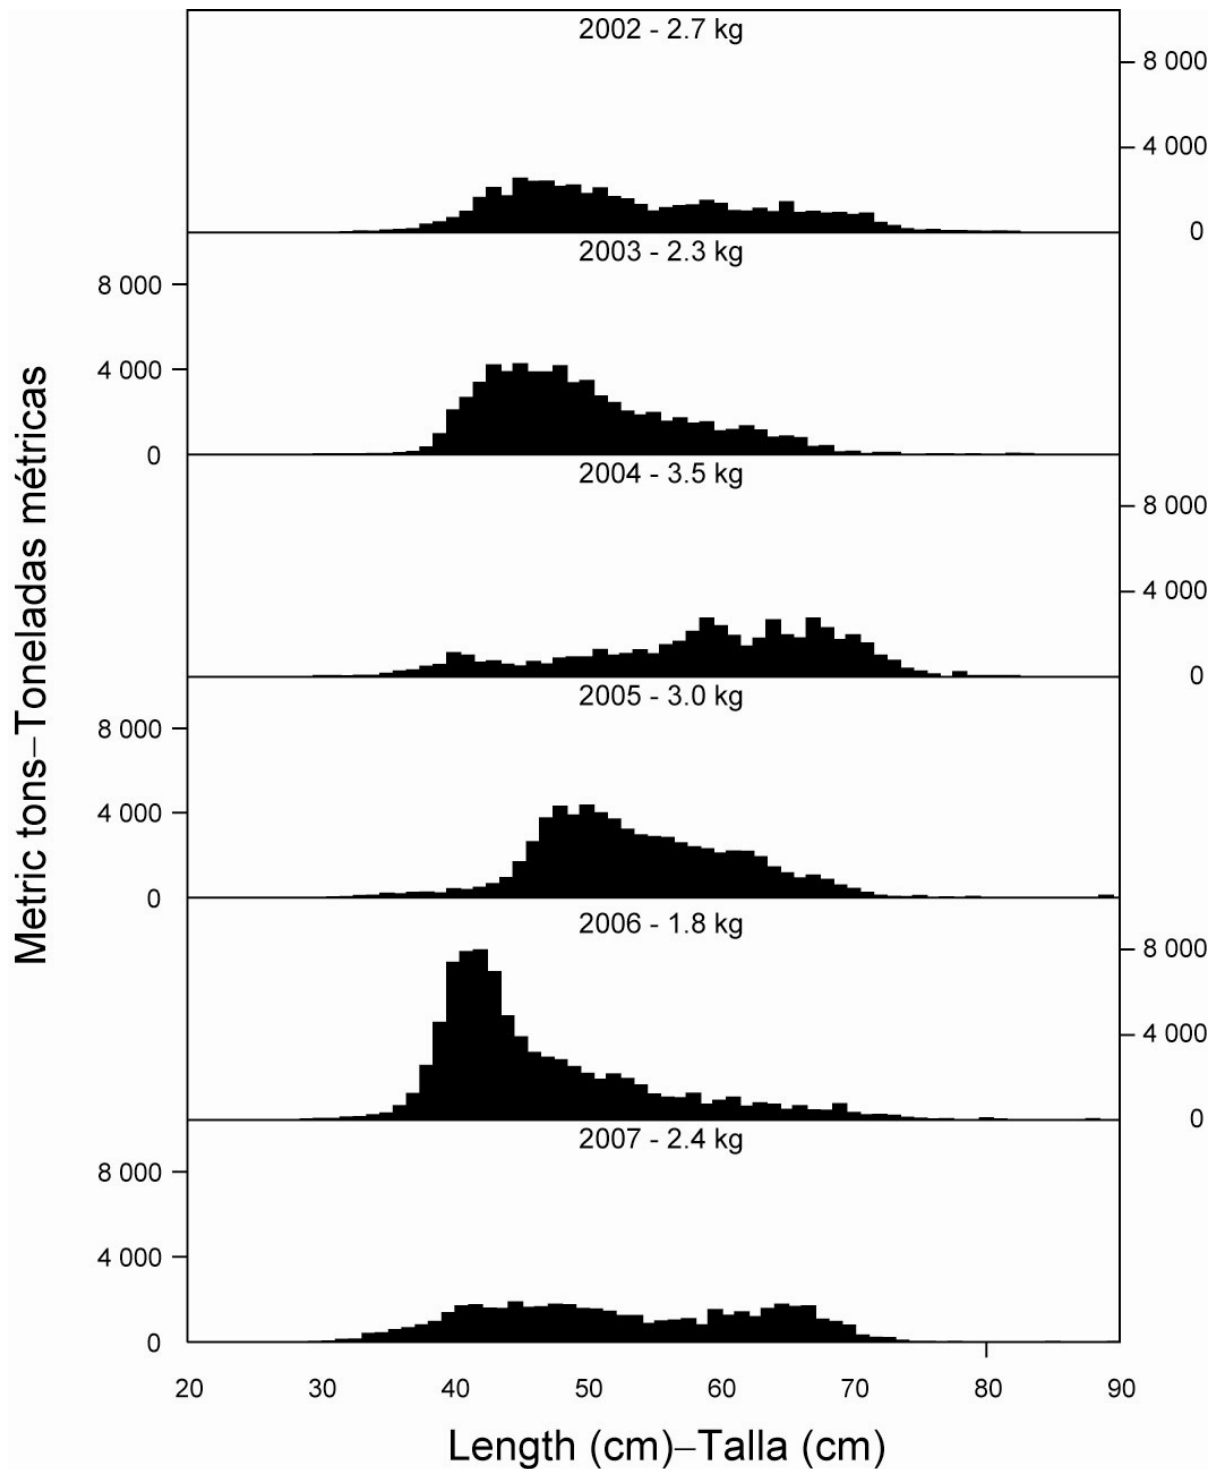 2002 - 2.7 kg
8 000
4 000
0
2003 - 2.3 kg
8 000
4 000
0
2004 - 3.5 kg
8 000
4 000
0
2005 - 3.0 kg
8 000
4 000
0
2006 - 1.8 kg
8 000
4 000
0
2007 - 2.4 kg
8 000
4 000
0
Metric tons–Toneladas métricas
20 30 40 50 60 70 80 90
Length (cm)–Talla (cm)